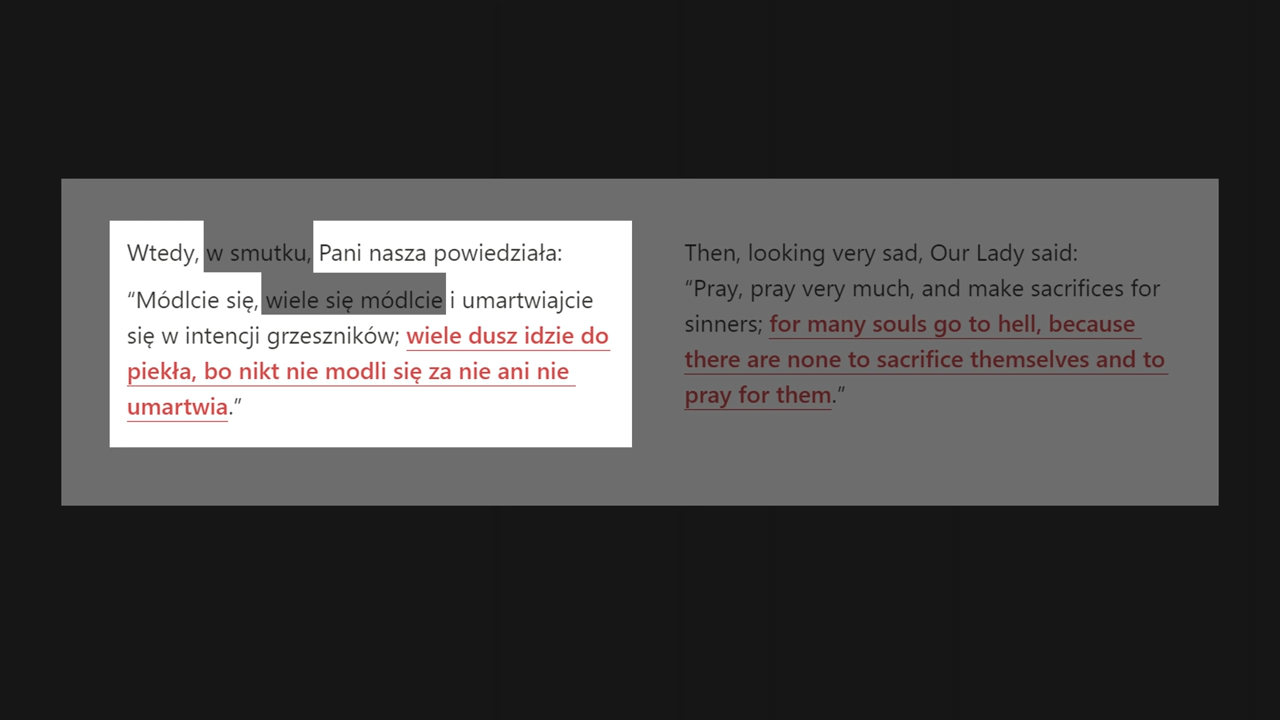 Wtedy, w smutku, Pani nasza powiedziała:
“Módlcie się, wiele się módlcie i umartwiajcie
się w intencji grzeszników; wiele dusz idzie do
piekła, bo nikt nie modli się za nie ani nie
umartwia.”
Then, looking very sad, Our Lady said:
“Pray, pray very much, and make sacrifices for
sinners; for many souls go to hell, because
there are none to sacrifice themselves and to
pray for them.”